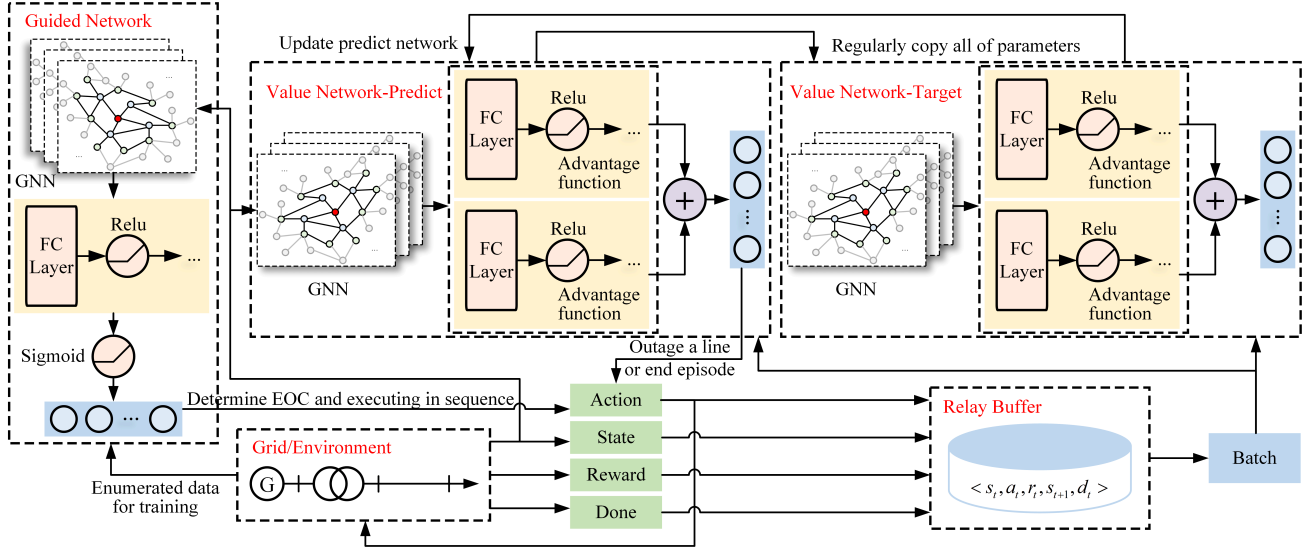 Guided Network
...
...
GNN
FC
Layer
Relu
...
Sigmoid
...
Update predict network
Regularly copy all of parameters
Value Network-Predict
...
...
GNN
FC
Layer
Relu
...
Advantage
function
FC
Layer
Relu
...
Advantage
function
+
...
Value Network-Target
...
...
GNN
FC
Layer
Relu
...
Advantage
function
FC
Layer
Relu
...
Advantage
function
+
...
Outage a line
or end episode
Determine EOC and executing in sequence
Enumerated data
for training
Grid/Environment
G
Action
State
Reward
Done
Relay Buffer
< s_t, a_t, r_t, s_{t+1}, d_t >
Batch